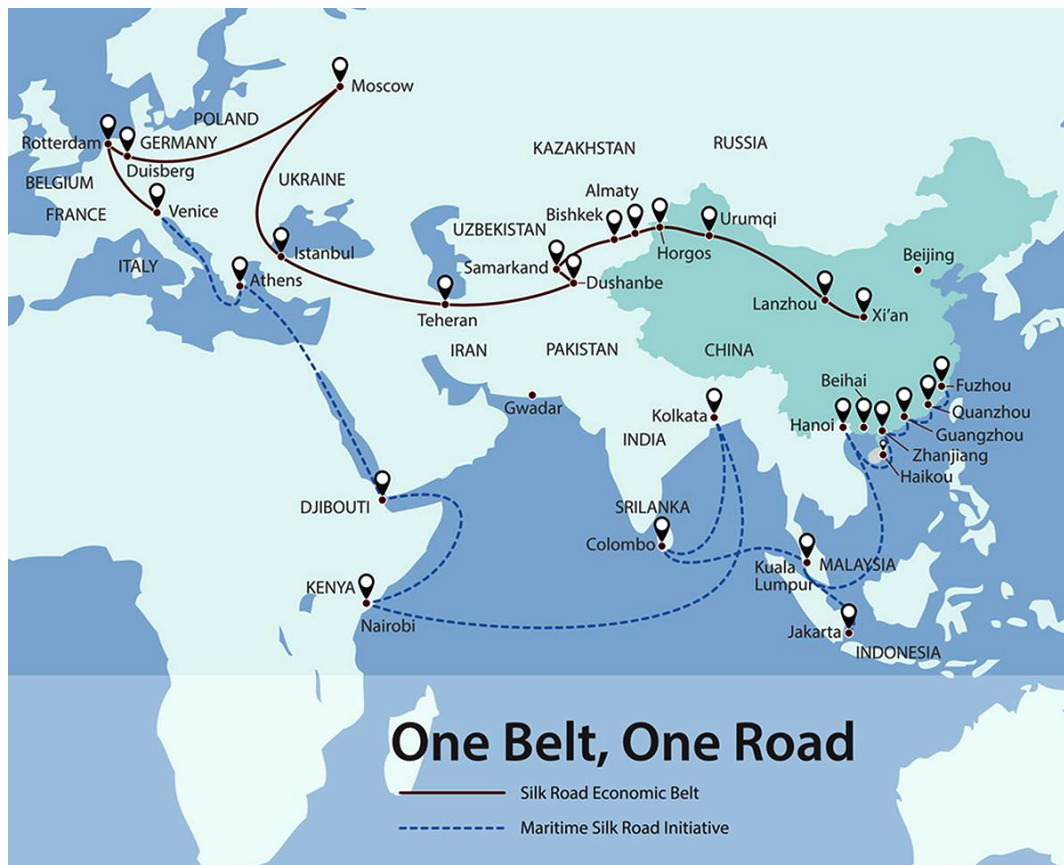 Moscow
POLAND
Rotterdam
GERMANY
Duisberg
BELGIUM
FRANCE
Venice
ITALY
UKRAINE
Istanbul
Athens
KAZAKHSTAN
RUSSIA
Almaty
Bishkek
Urumqi
UZBEKISTAN
Horgos
Samarkand
Dushanbe
Beijing
Lanzhou
Xi'an
Teheran
IRAN
PAKISTAN
CHINA
Gwadar
Kolkata
INDIA
Beihai
Fuzhou
Hanoi
Quanzhou
Guangzhou
Zhanjiang
Haikou
DJIBOUTI
SRILANKA
Colombo
Kuala
Lumpur
MALAYSIA
KENYA
Nairobi
Jakarta
INDONESIA
One Belt, One Road
Silk Road Economic Belt
Maritime Silk Road Initiative